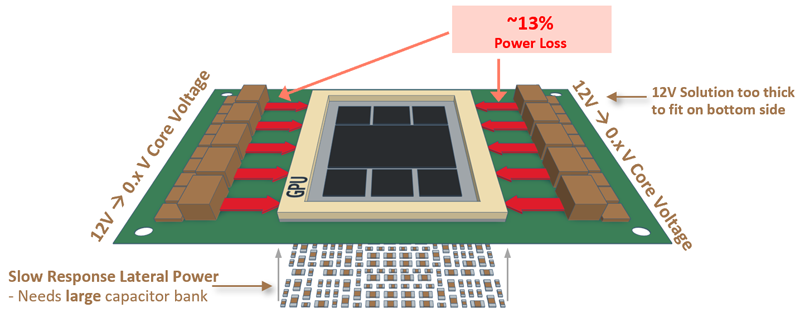 ~13%
Power Loss
12V → 0.x V Core Voltage
12V → 0.x V Core Voltage
12V Solution too thick
to fit on bottom side
GPU
Slow Response Lateral Power
- Needs large capacitor bank